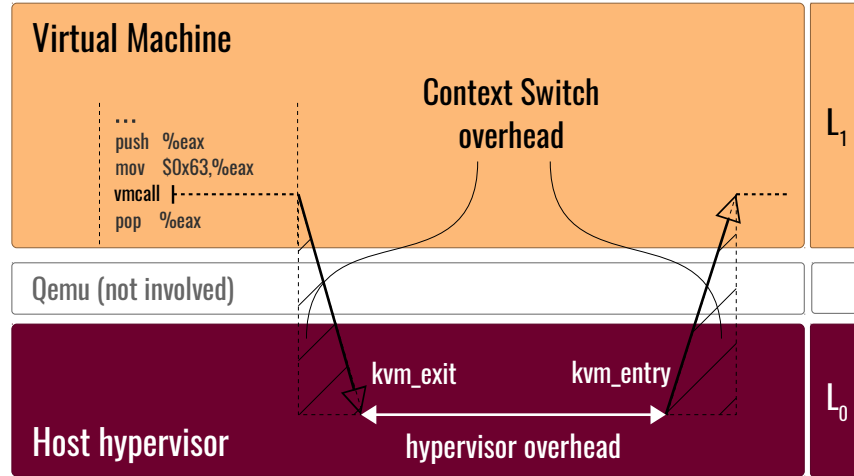 Virtual Machine
Context Switch
overhead
...
push %eax
mov $0x63,%eax
vmcall
pop %eax
L1
Qemu (not involved)
kvm_exit
kvm_entry
L0
Host hypervisor
hypervisor overhead